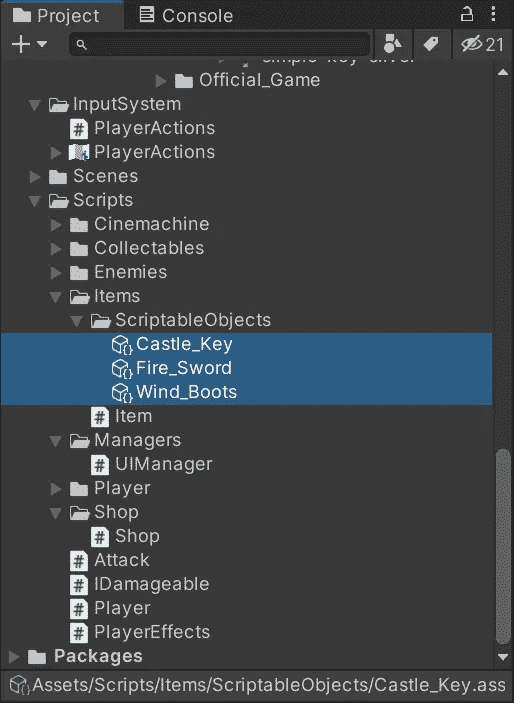 Project Console
21
Official_Game
InputSystem
PlayerActions
PlayerActions
Scenes
Scripts
Cinemachine
Collectables
Enemies
Items
ScriptableObjects
Castle_Key
Fire_Sword
Wind_Boots
Item
Managers
UIManager
Player
Shop
Shop
Attack
IDamageable
Player
PlayerEffects
Packages
Assets/Scripts/Items/ScriptableObjects/Castle_Key.ass